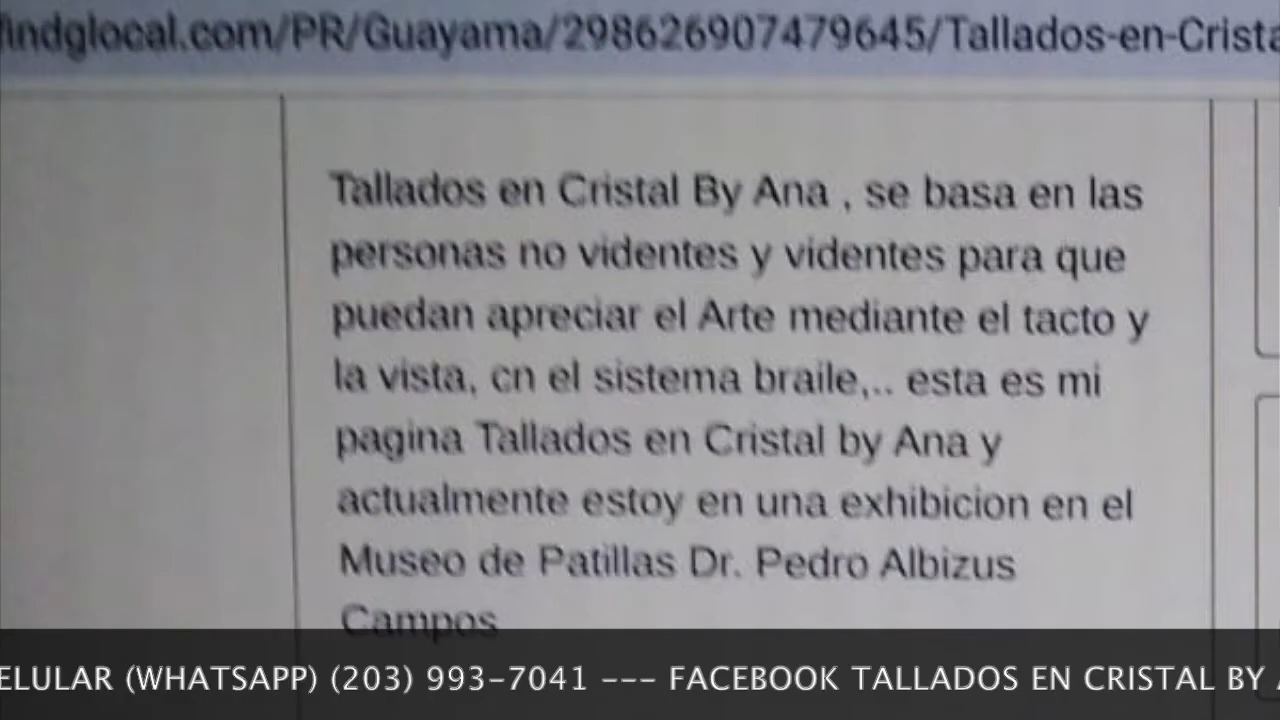 findglocal.com/PR/Guayama/298626907479645/Tallados-en-Crista
Tallados en Cristal By Ana , se basa en las
personas no videntes y videntes para que
puedan apreciar el Arte mediante el tacto y
la vista, cn el sistema braile,.. esta es mi
pagina Tallados en Cristal by Ana y
actualmente estoy en una exhibicion en el
Museo de Patillas Dr. Pedro Albizus
Campos
ELULAR (WHATSAPP) (203) 993-7041 --- FACEBOOK TALLADOS EN CRISTAL BY